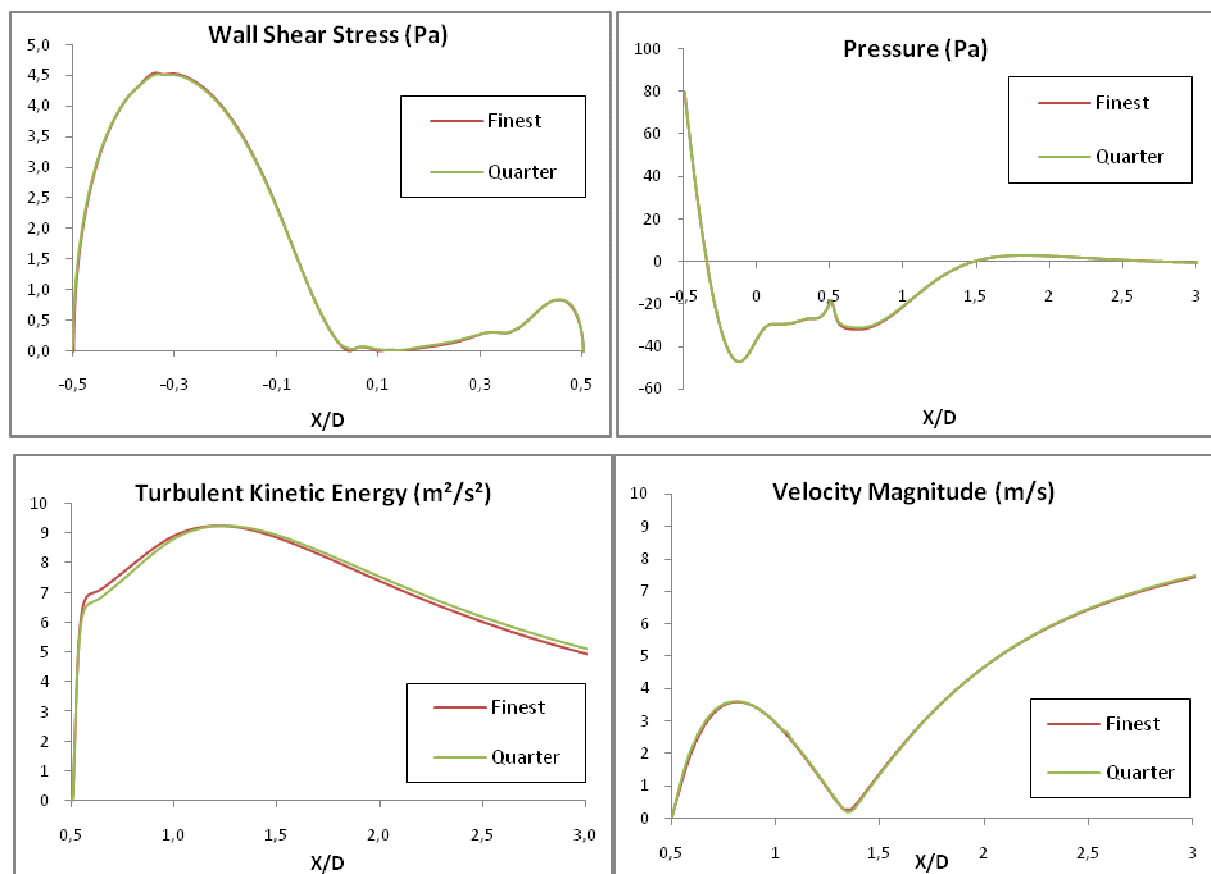 Wall Shear Stress (Pa)
5,0
4,5
4,0
3,5
3,0
2,5
2,0
1,5
1,0
0,5
0,0
Finest
Quarter
-0,5 -0,3 -0,1 0,1 0,3 0,5
X/D
Pressure (Pa)
100
80
60
40
20
0
-20
-40
-60
Finest
Quarter
-0,5 0 0,5 1 1,5 2 2,5 3
X/D
Turbulent Kinetic Energy (m²/s²)
10
9
8
7
6
5
4
3
2
1
0
Finest
Quarter
0,5 1,0 1,5 2,0 2,5 3,0
X/D
Velocity Magnitude (m/s)
10
9
8
7
6
5
4
3
2
1
0
Finest
Quarter
0,5 1 1,5 2 2,5 3
X/D